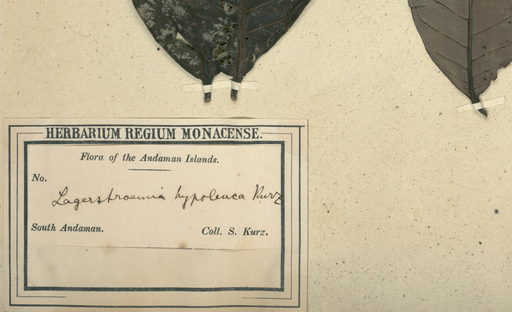 HERBARIUM REGIUM MONACENSE.
Flora of the Andaman Islands.
No.
Lagerstroemia hypoleuca Kurz
South Andaman. Coll. S. Kurz.